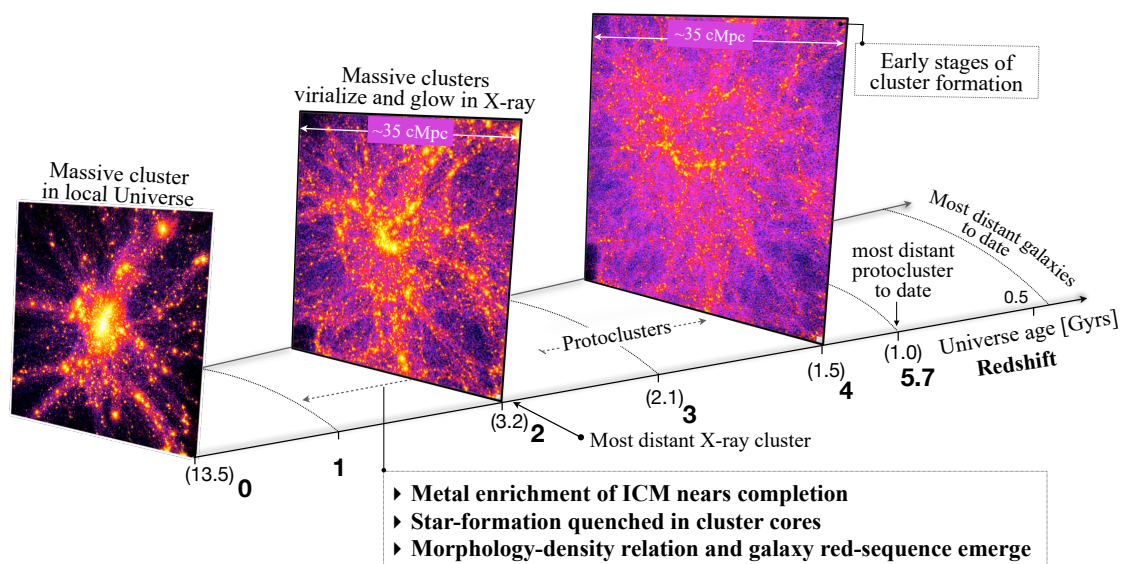 ~35 cMpc
Early stages of
cluster formation
Massive clusters
virialize and glow in X-ray
~35 cMpc
Massive cluster
in local Universe
Most distant galaxies
to date
most distant
protocluster
to date
0.5
Protoclusters
Universe age [Gyrs]
Redshift
(13.5) 0
1
(3.2) 2
(2.1) 3
(1.5) 4
(1.0) 5.7
Most distant X-ray cluster
‣ Metal enrichment of ICM nears completion
‣ Star-formation quenched in cluster cores
‣ Morphology-density relation and galaxy red-sequence emerge